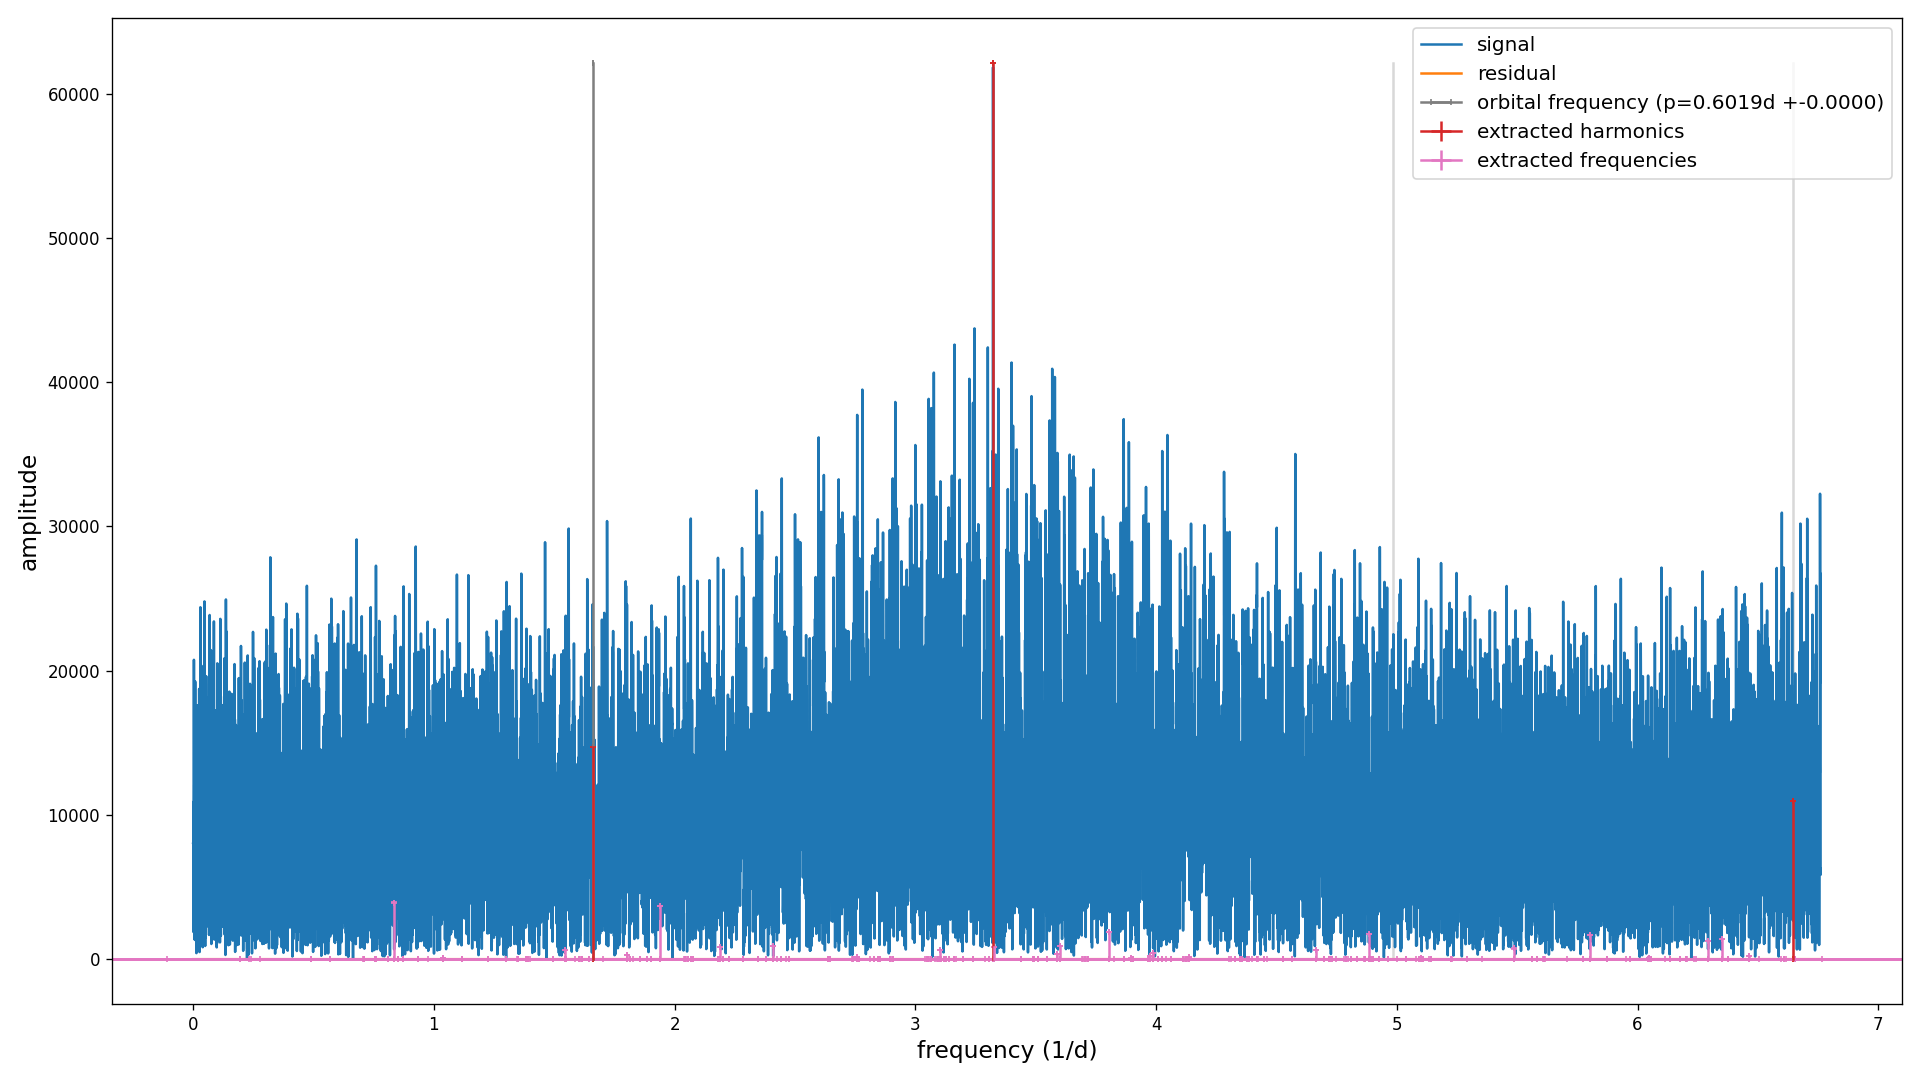 signal
residual
orbital frequency (p=0.6019d +-0.0000)
extracted harmonics
extracted frequencies
60000
50000
40000
30000
20000
10000
0
amplitude
0 1 2 3 4 5 6 7
frequency (1/d)